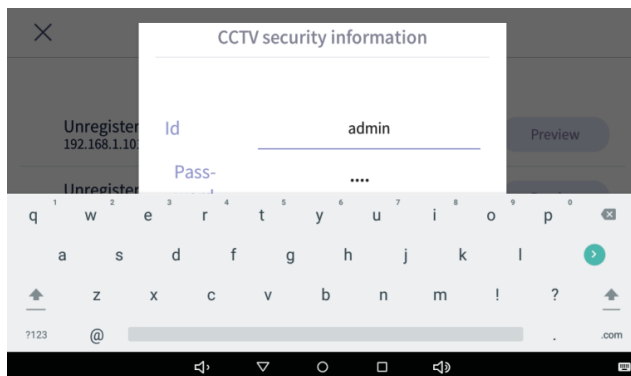 CCTV security information
Unregister
192.168.1.10
Id
admin
Preview
Pass-
••••
Unregister
q 1 w 2 e 3 r 4 t 5 y 6 u 7 i 8 o 9 p 0
a s d f g h j k l
z x c v b n m ! ?
?123 @ . .com